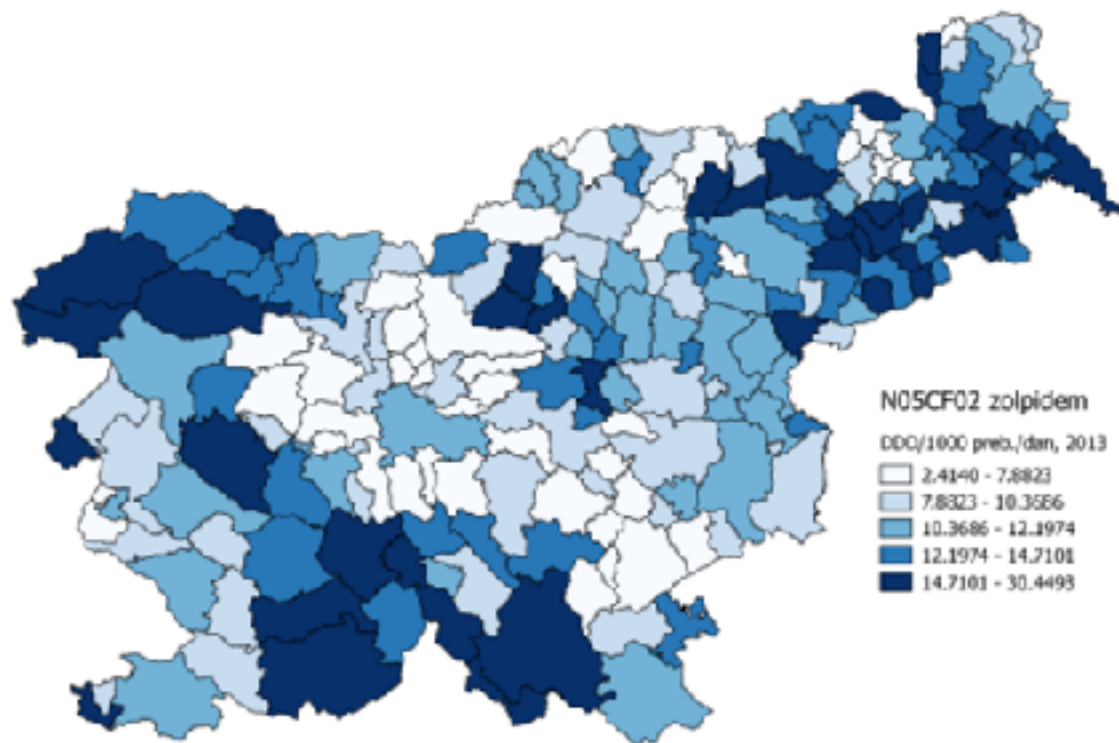 N05CF02 zolpidem
DDD/1000 preb./dan, 2013
2.4140 - 7.8823
7.8823 - 10.3686
10.3686 - 12.1974
12.1974 - 14.7101
14.7101 - 30.4493